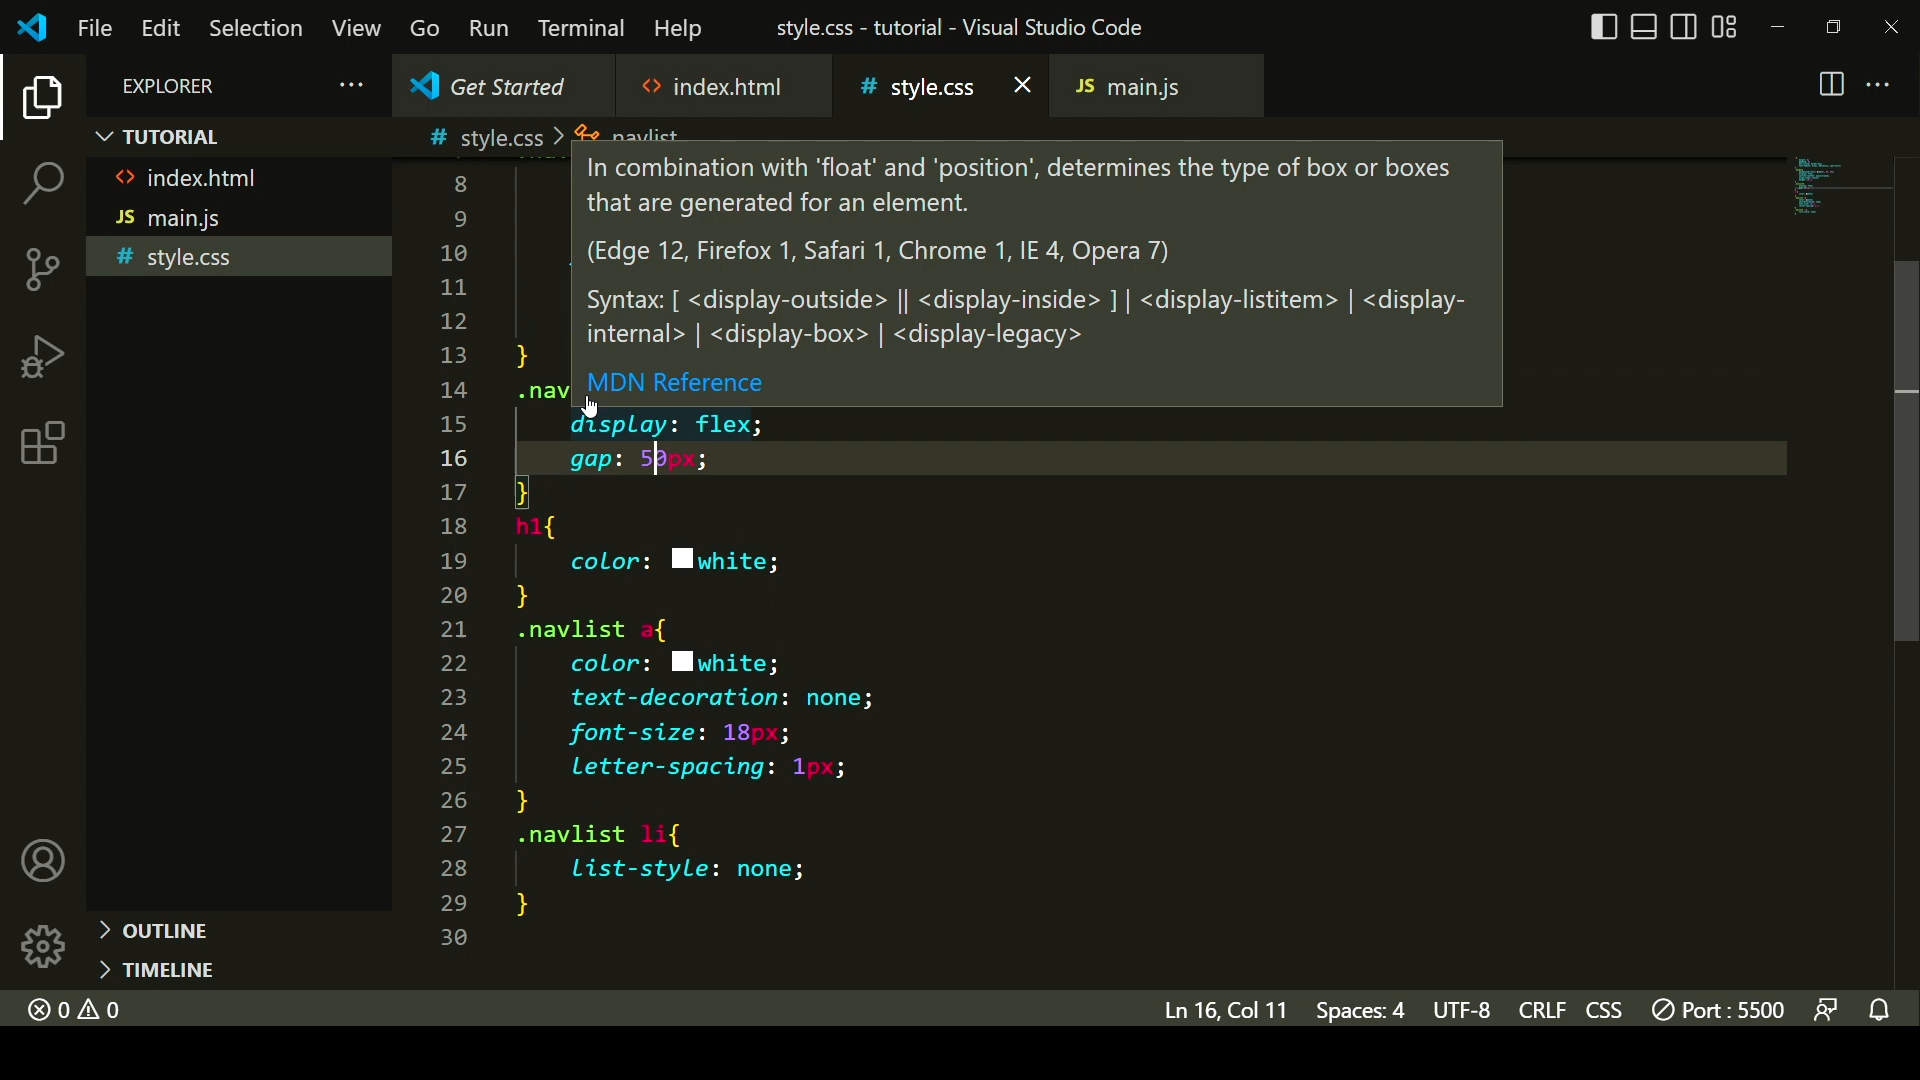 File Edit Selection View Go Run Terminal Help style.css - tutorial - Visual Studio Code
EXPLORER ··· Get Started <> index.html # style.css × JS main.js ···
TUTORIAL
# style.css > navlist
<> index.html
JS main.js
# style.css
In combination with 'float' and 'position', determines the type of box or boxes
that are generated for an element.
(Edge 12, Firefox 1, Safari 1, Chrome 1, IE 4, Opera 7)
Syntax: [ <display-outside> || <display-inside> ] | <display-listitem> | <display-
internal> | <display-box> | <display-legacy>
MDN Reference
8
9
10
11
12
13 }
14 .nav
15 display: flex;
16 gap: 50px;
17 }
18 h1{
19 color: white;
20 }
21 .navlist a{
22 color: white;
23 text-decoration: none;
24 font-size: 18px;
25 letter-spacing: 1px;
26 }
27 .navlist li{
28 list-style: none;
29 }
30
OUTLINE
TIMELINE
0 0 Ln 16, Col 11 Spaces: 4 UTF-8 CRLF CSS Port : 5500